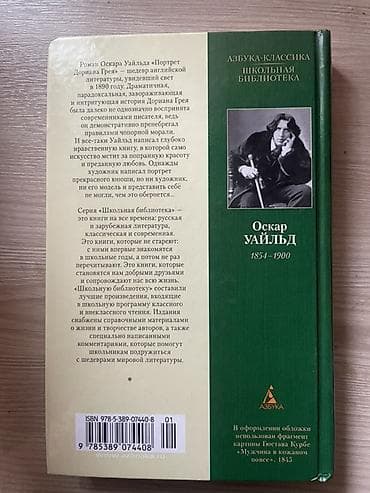 Роман Оскара Уайльда «Портрет
Дориана Грея» — шедевр английской
литературы, увидевший свет
в 1890 году. Драматичная,
парадоксальная, завораживающая
и интригующая история Дориана Грея
была далеко не однозначно воспринята
современниками писателя, ведь
он демонстративно пренебрегал
правилами чопорной морали.
И все-таки Уайльд написал глубоко
нравственную книгу, в которой само
искусство мстит за попранную красоту
и преданную любовь. Однажды
художник написал портрет
прекрасного юноши, но ни художник,
ни его модель и представить себе
не могли, чем это обернется...
Серия «Школьная библиотека» —
это книги на все времена: русская
и зарубежная литература,
классическая и современная.
Это книги, которые не стареют:
с ними впервые знакомятся
в школьные годы, а потом не раз
перечитывают. Это книги, которые
становятся нам добрыми друзьями
и сопровождают нас всю жизнь.
«Школьную библиотеку» составили
лучшие произведения, входящие
в школьную программу классного
и внеклассного чтения. Издания
снабжены справочными материалами
о жизни и творчестве авторов, а также
специально написанными
комментариями, которые помогут
школьникам подружиться
с шедеврами мировой литературы.
*
ISBN 978-5-389-07440-8
01
9 785389 074408
АЗБУКА-КЛАССИКА
ШКОЛЬНАЯ
БИБЛИОТЕКА
Оскар
УАЙЛЬД
1854–1900
АЗБУКА
В оформлении обложки
использован фрагмент
картины Гюстава Курбе
«Мужчина в кожаном
поясе». 1845